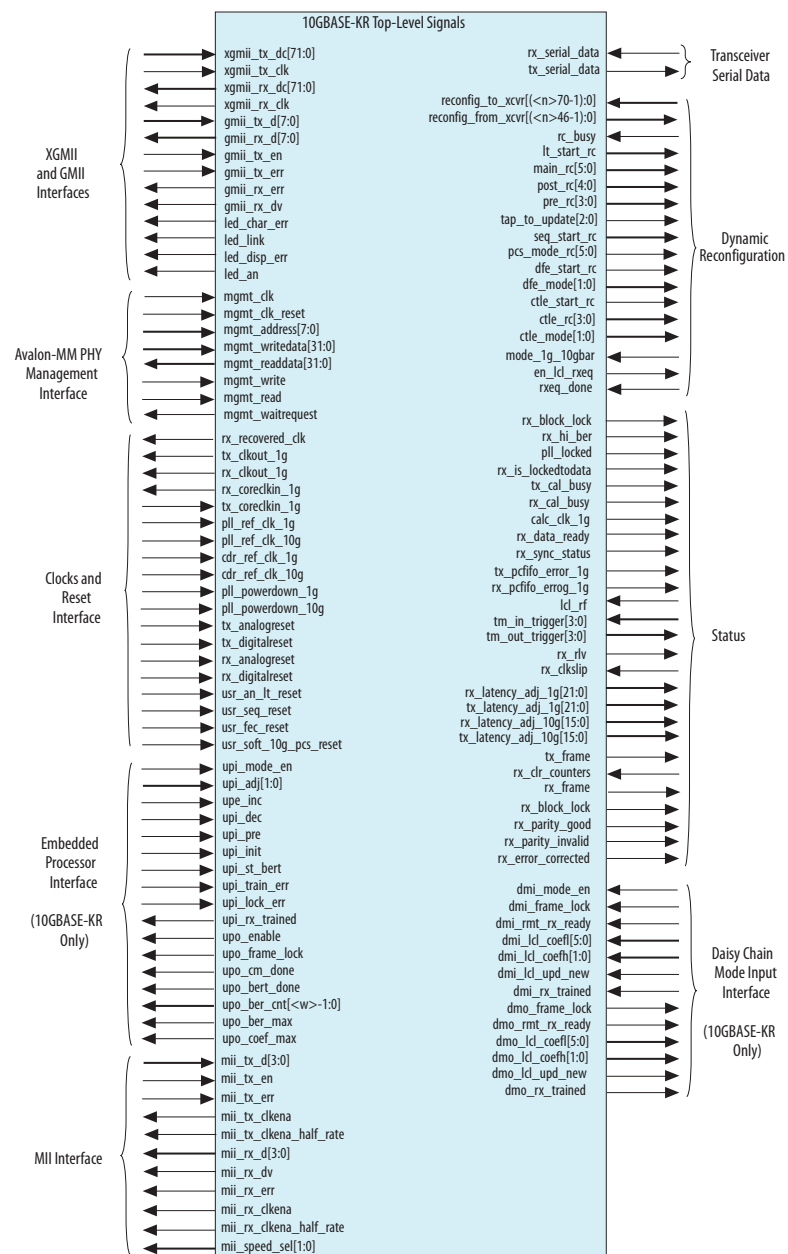 10GBASE-KR Top-Level Signals
XGMII
and GMII
Interfaces
xgmii_tx_dc[71:0]
xgmii_tx_clk
xgmii_rx_dc[71:0]
xgmii_rx_clk
gmii_tx_d[7:0]
gmii_rx_d[7:0]
gmii_tx_en
gmii_tx_err
gmii_rx_err
gmii_rx_dv
led_char_err
led_link
led_disp_err
led_an
Avalon-MM PHY
Management
Interface
mgmt_clk
mgmt_clk_reset
mgmt_address[7:0]
mgmt_writedata[31:0]
mgmt_readdata[31:0]
mgmt_write
mgmt_read
mgmt_waitrequest
Clocks and
Reset
Interface
rx_recovered_clk
tx_clkout_1g
rx_clkout_1g
rx_coreclkin_1g
tx_coreclkin_1g
pll_ref_clk_1g
pll_ref_clk_10g
cdr_ref_clk_1g
cdr_ref_clk_10g
pll_powerdown_1g
pll_powerdown_10g
tx_analogreset
tx_digitalreset
rx_analogreset
rx_digitalreset
usr_an_lt_reset
usr_seq_reset
usr_fec_reset
usr_soft_10g_pcs_reset
Embedded
Processor
Interface
(10GBASE-KR
Only)
upi_mode_en
upi_adj[1:0]
upe_inc
upi_dec
upi_pre
upi_init
upi_st_bert
upi_train_err
upi_lock_err
upi_rx_trained
upo_enable
upo_frame_lock
upo_cm_done
upo_bert_done
upo_ber_cnt[<w>-1:0]
upo_ber_max
upo_coef_max
MII Interface
mii_tx_d[3:0]
mii_tx_en
mii_tx_err
mii_tx_clkena
mii_tx_clkena_half_rate
mii_rx_d[3:0]
mii_rx_dv
mii_rx_err
mii_rx_clkena
mii_rx_clkena_half_rate
mii_speed_sel[1:0]
rx_serial_data
tx_serial_data
Transceiver
Serial Data
reconfig_to_xcvr[(<n>70-1):0]
reconfig_from_xcvr[(<n>46-1):0]
rc_busy
lt_start_rc
main_rc[5:0]
post_rc[4:0]
pre_rc[3:0]
tap_to_update[2:0]
seq_start_rc
pcs_mode_rc[5:0]
dfe_start_rc
dfe_mode[1:0]
ctle_start_rc
ctle_rc[3:0]
ctle_mode[1:0]
mode_1g_10gbar
en_lcl_rxeq
rxeq_done
Dynamic
Reconfiguration
rx_block_lock
rx_hi_ber
pll_locked
rx_is_lockedtodata
tx_cal_busy
rx_cal_busy
calc_clk_1g
rx_data_ready
rx_sync_status
tx_pcfifo_error_1g
rx_pcfifo_errog_1g
lcl_rf
tm_in_trigger[3:0]
tm_out_trigger[3:0]
rx_rlv
rx_clkslip
rx_latency_adj_1g[21:0]
tx_latency_adj_1g[21:0]
rx_latency_adj_10g[15:0]
tx_latency_adj_10g[15:0]
tx_frame
rx_clr_counters
rx_frame
rx_block_lock
rx_parity_good
rx_parity_invalid
rx_error_corrected
Status
dmi_mode_en
dmi_frame_lock
dmi_rmt_rx_ready
dmi_lcl_coefl[5:0]
dmi_lcl_coefh[1:0]
dmi_lcl_upd_new
dmi_rx_trained
dmo_frame_lock
dmo_rmt_rx_ready
dmo_lcl_coefl[5:0]
dmo_lcl_coefh[1:0]
dmo_lcl_upd_new
dmo_rx_trained
Daisy Chain
Mode Input
Interface
(10GBASE-KR
Only)